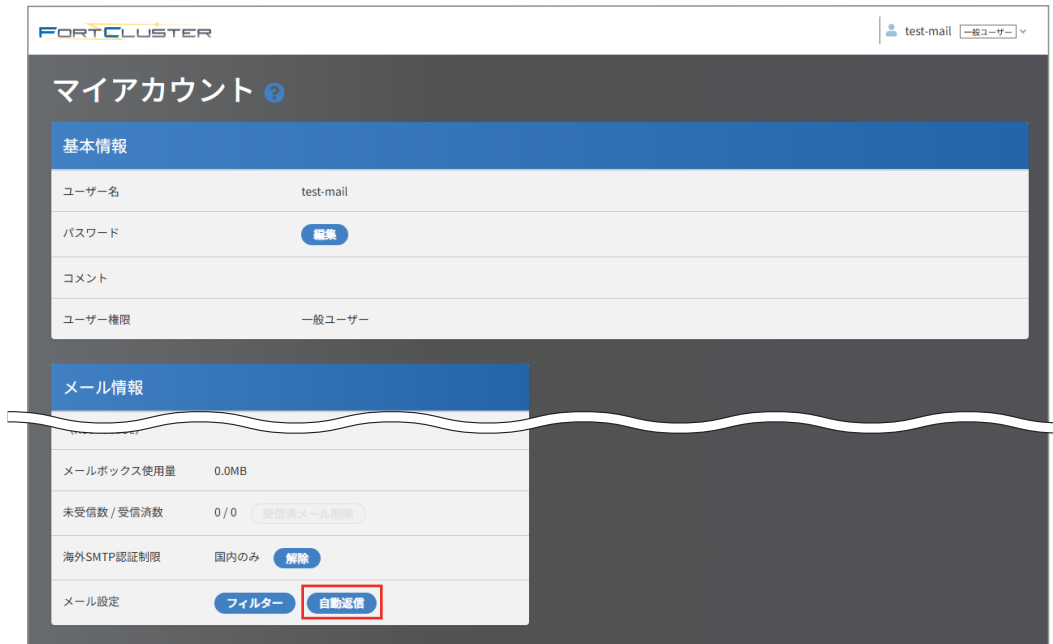 FORTCLUSTER
test-mail 一般ユーザー
マイアカウント
基本情報
ユーザー名 test-mail
パスワード 編集
コメント
ユーザー権限 一般ユーザー
メール情報
メールボックス使用量 0.0MB
未受信数 / 受信済数 0 / 0 受信済メール削除
海外SMTP認証制限 国内のみ 解除
メール設定 フィルター 自動返信